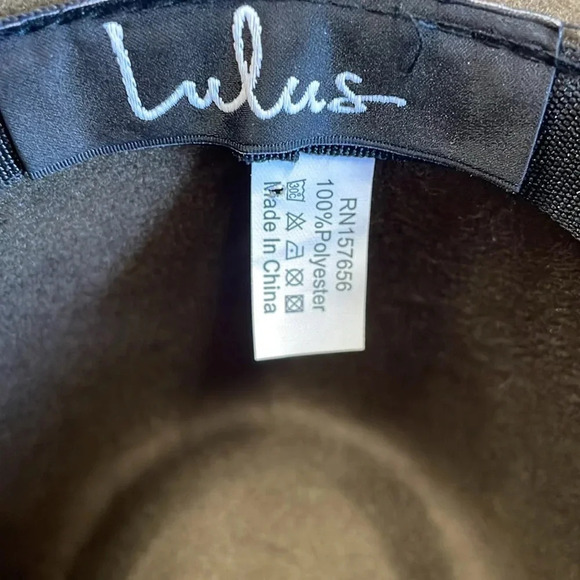 Lulus
RN157656
100%Polyester
Made In China